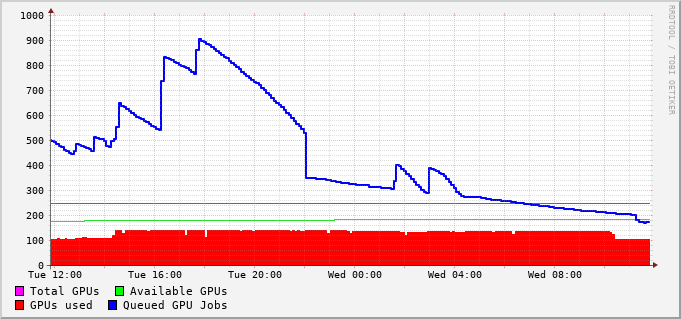 1000
900
800
700
600
500
400
300
200
100
0
Tue 12:00 Tue 16:00 Tue 20:00 Wed 00:00 Wed 04:00 Wed 08:00
Total GPUs Available GPUs
GPUs used Queued GPU Jobs
RRDTOOL / TOBI OETIKER